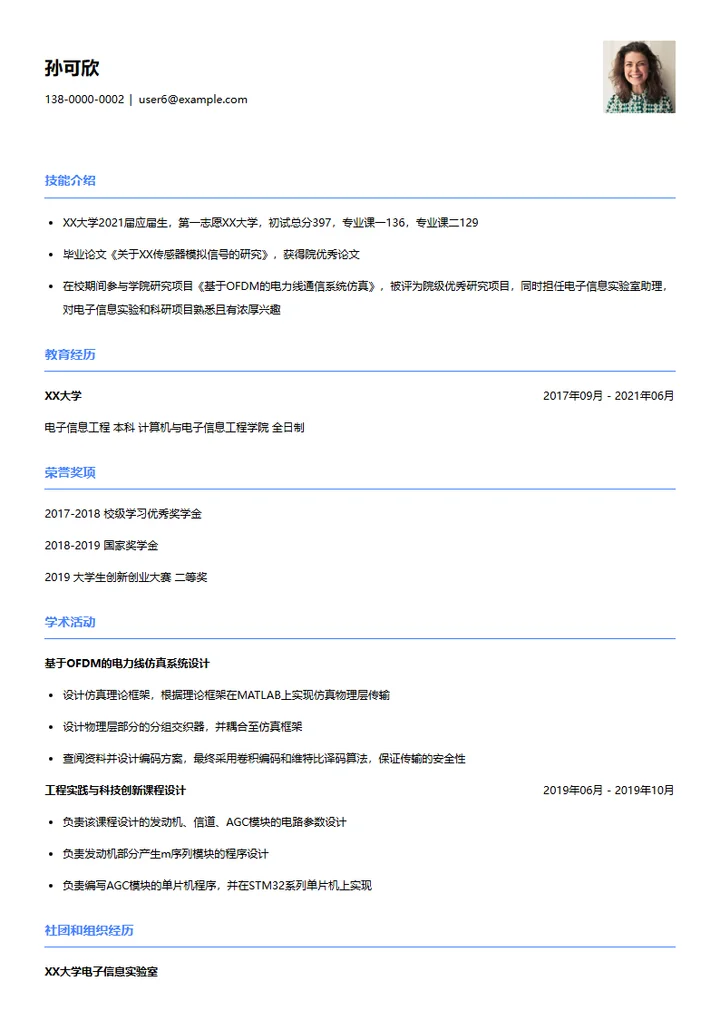 孙可欣
138-0000-0002 | user6@example.com
技能介绍
• XX大学2021届应届生，第一志愿XX大学，初试总分397，专业课一136，专业课二129
• 毕业论文《关于XX传感器模拟信号的研究》，获得院优秀论文
• 在校期间参与学院研究项目《基于OFDM的电力线通信系统仿真》，被评为院级优秀研究项目，同时担任电子信息实验室助理，
对电子信息实验和科研项目熟悉且有浓厚兴趣
教育经历
XX大学 2017年09月 - 2021年06月
电子信息工程 本科 计算机与电子信息工程学院 全日制
荣誉奖项
2017-2018 校级学习优秀奖学金
2018-2019 国家奖学金
2019 大学生创新创业大赛 二等奖
学术活动
基于OFDM的电力线仿真系统设计
• 设计仿真理论框架，根据理论框架在MATLAB上实现仿真物理层传输
• 设计物理层部分的分组交织器，并耦合至仿真框架
• 查阅资料并设计编码方案，最终采用卷积编码和维特比译码算法，保证传输的安全性
工程实践与科技创新课程设计 2019年06月 - 2019年10月
• 负责该课程设计的发动机、信道、AGC模块的电路参数设计
• 负责发动机部分产生m序列模块的程序设计
• 负责编写AGC模块的单片机程序，并在STM32系列单片机上实现
社团和组织经历
XX大学电子信息实验室